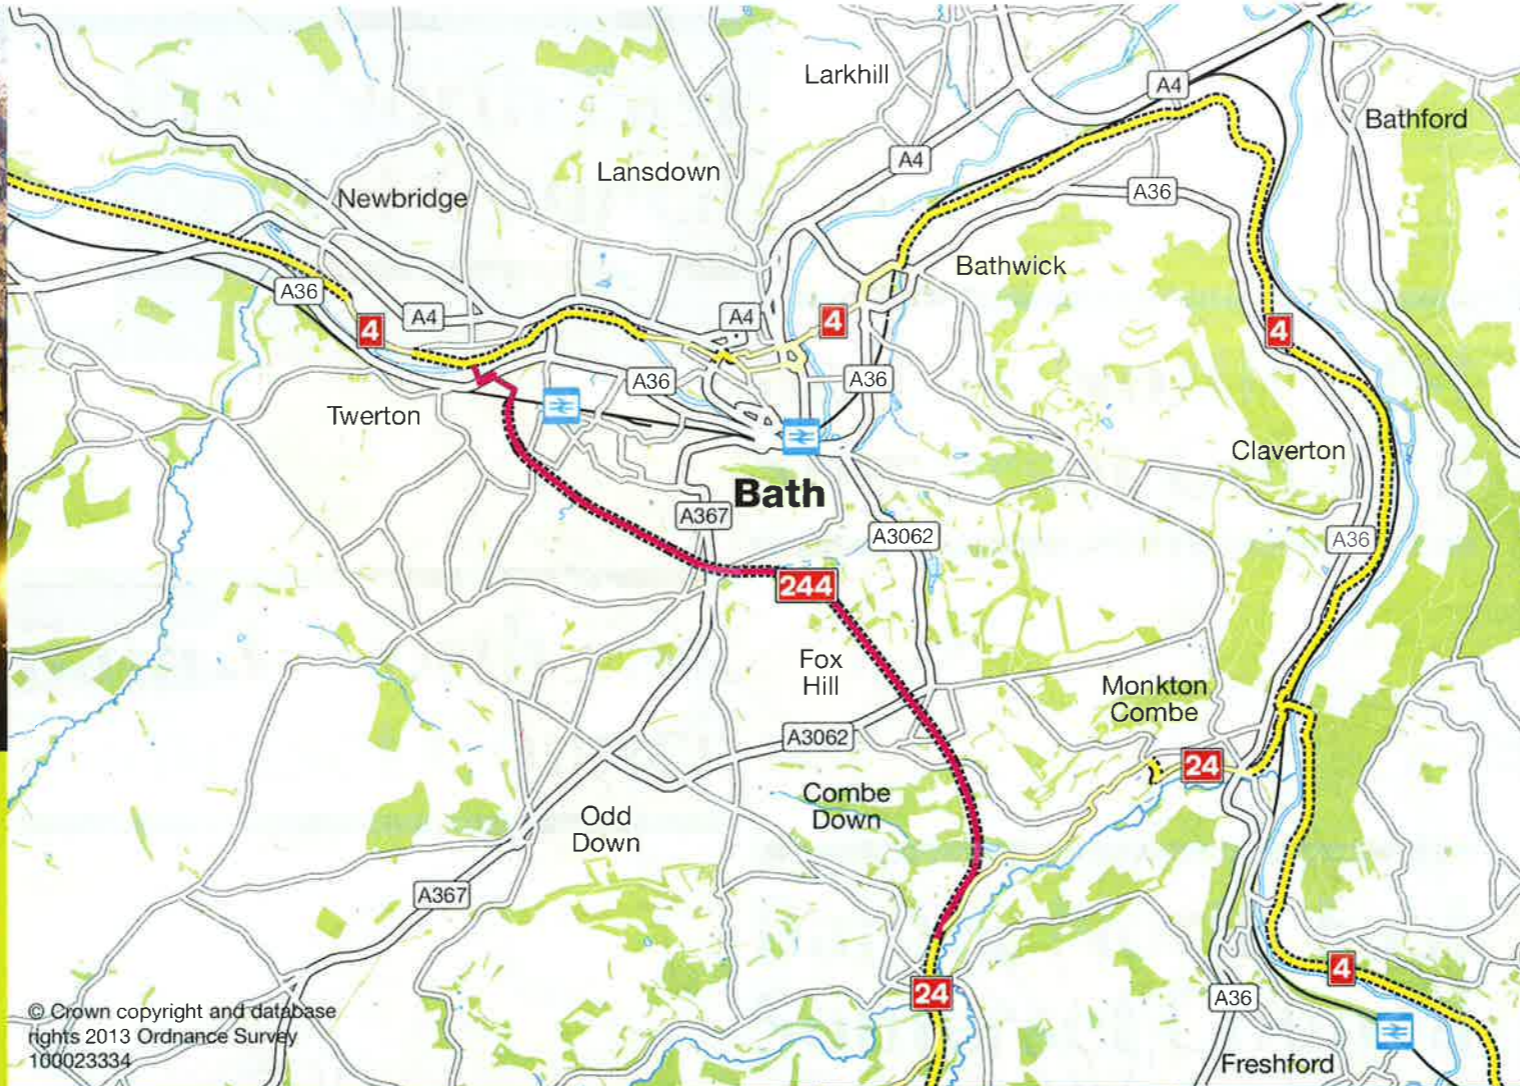 Larkhill
A4
Bathford
A4
Lansdown
A36
Newbridge
Bathwick
A36
A4
A4
4
4
4
A36
A36
Twerton
Claverton
Bath
A367
A3062
A36
244
Fox
Hill
Monkton
Combe
A3062
24
Combe
Down
Odd
Down
A367
4
24
A36
© Crown copyright and database
rights 2013 Ordnance Survey
100023334
Freshford